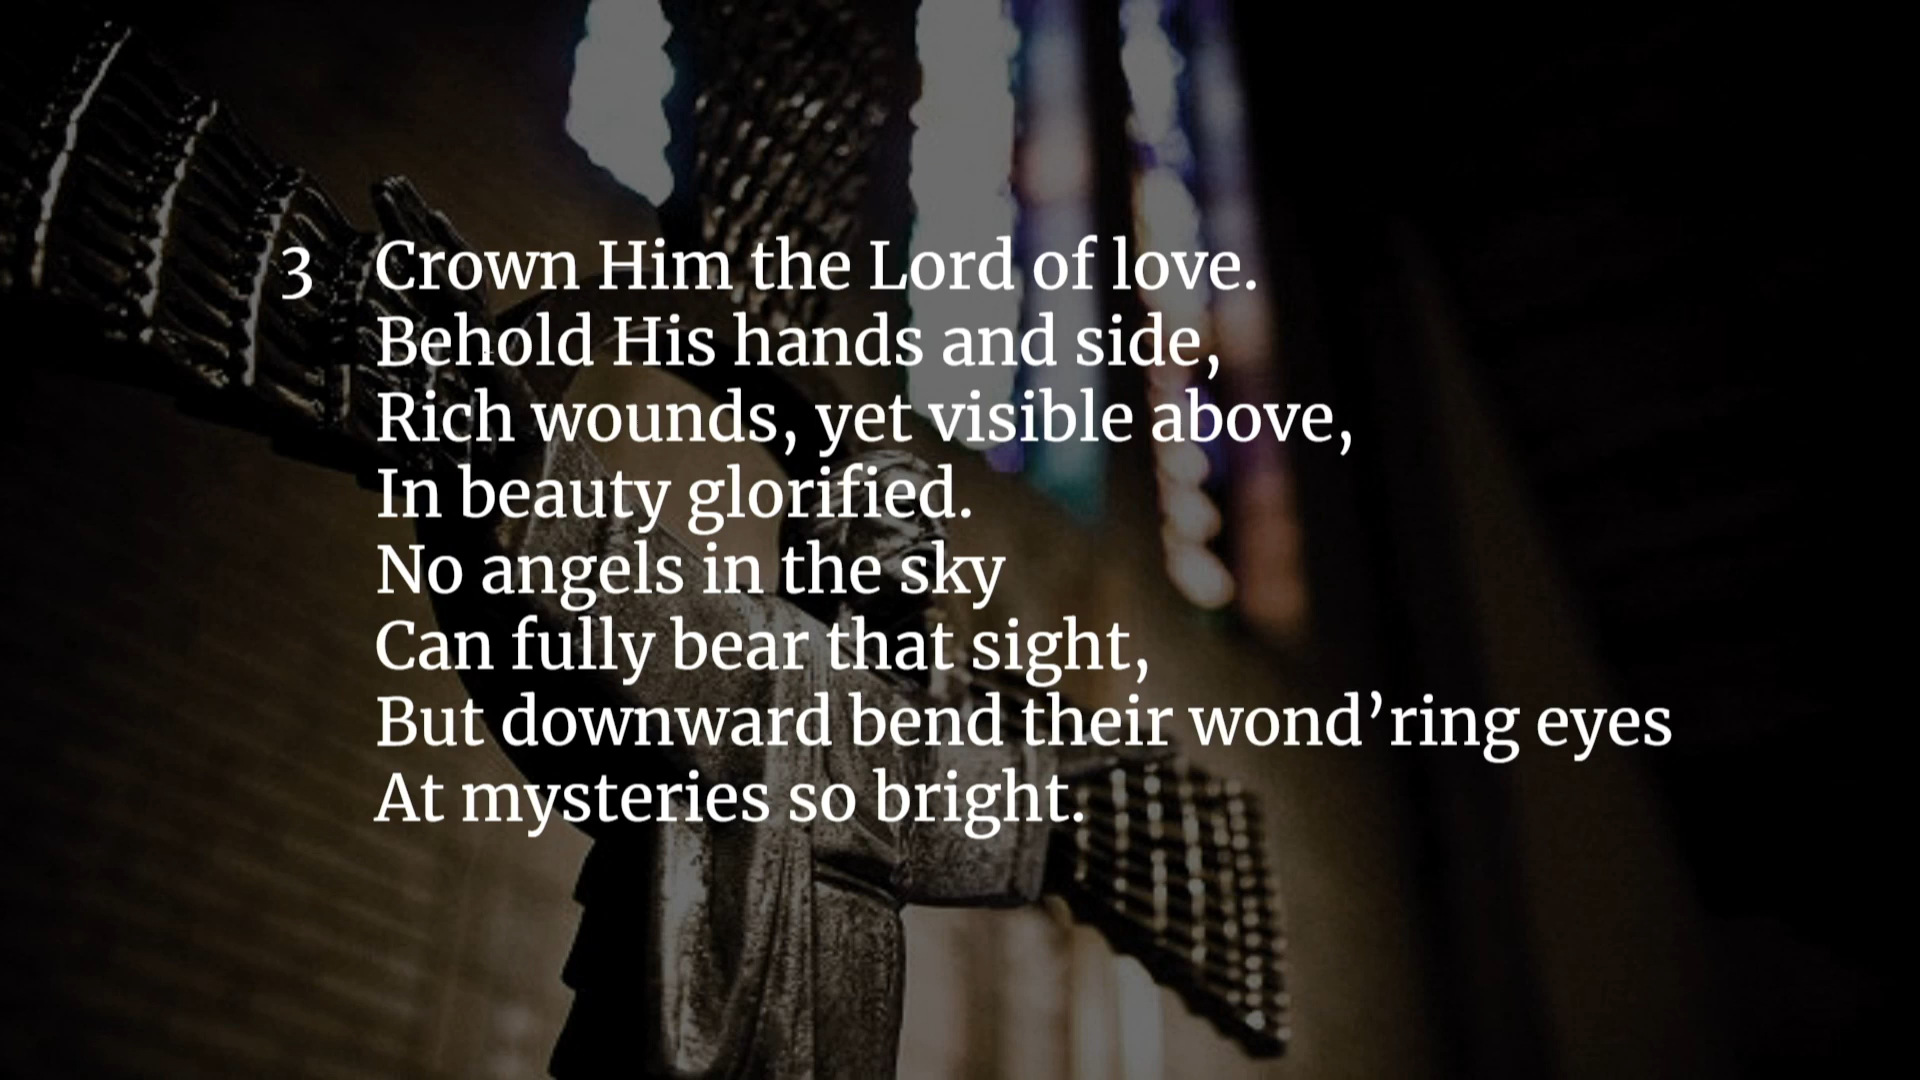 3 Crown Him the Lord of love.
Behold His hands and side,
Rich wounds, yet visible above,
In beauty glorified.
No angels in the sky
Can fully bear that sight,
But downward bend their wond’ring eyes
At mysteries so bright.